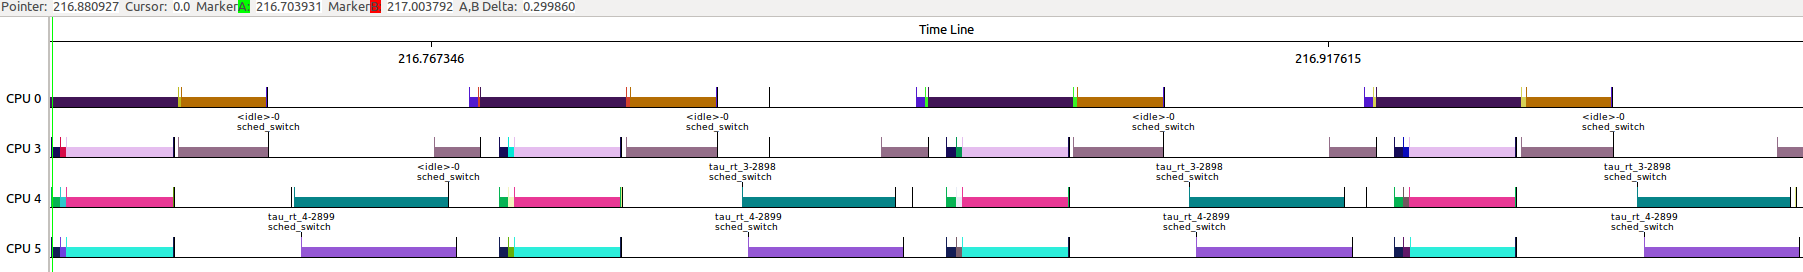 Pointer: 216.880927 Cursor: 0.0 Marker A: 216.703931 Marker B: 217.003792 A,B Delta: 0.299860
Time Line
216.767346 216.917615
CPU 0
<idle>-0 <idle>-0 <idle>-0 <idle>-0
sched_switch sched_switch sched_switch sched_switch
CPU 3
<idle>-0 tau_rt_3-2898 tau_rt_3-2898 tau_rt_3-2898
sched_switch sched_switch sched_switch sched_switch
CPU 4
tau_rt_4-2899 tau_rt_4-2899 tau_rt_4-2899 tau_rt_4-2899
sched_switch sched_switch sched_switch sched_switch
CPU 5